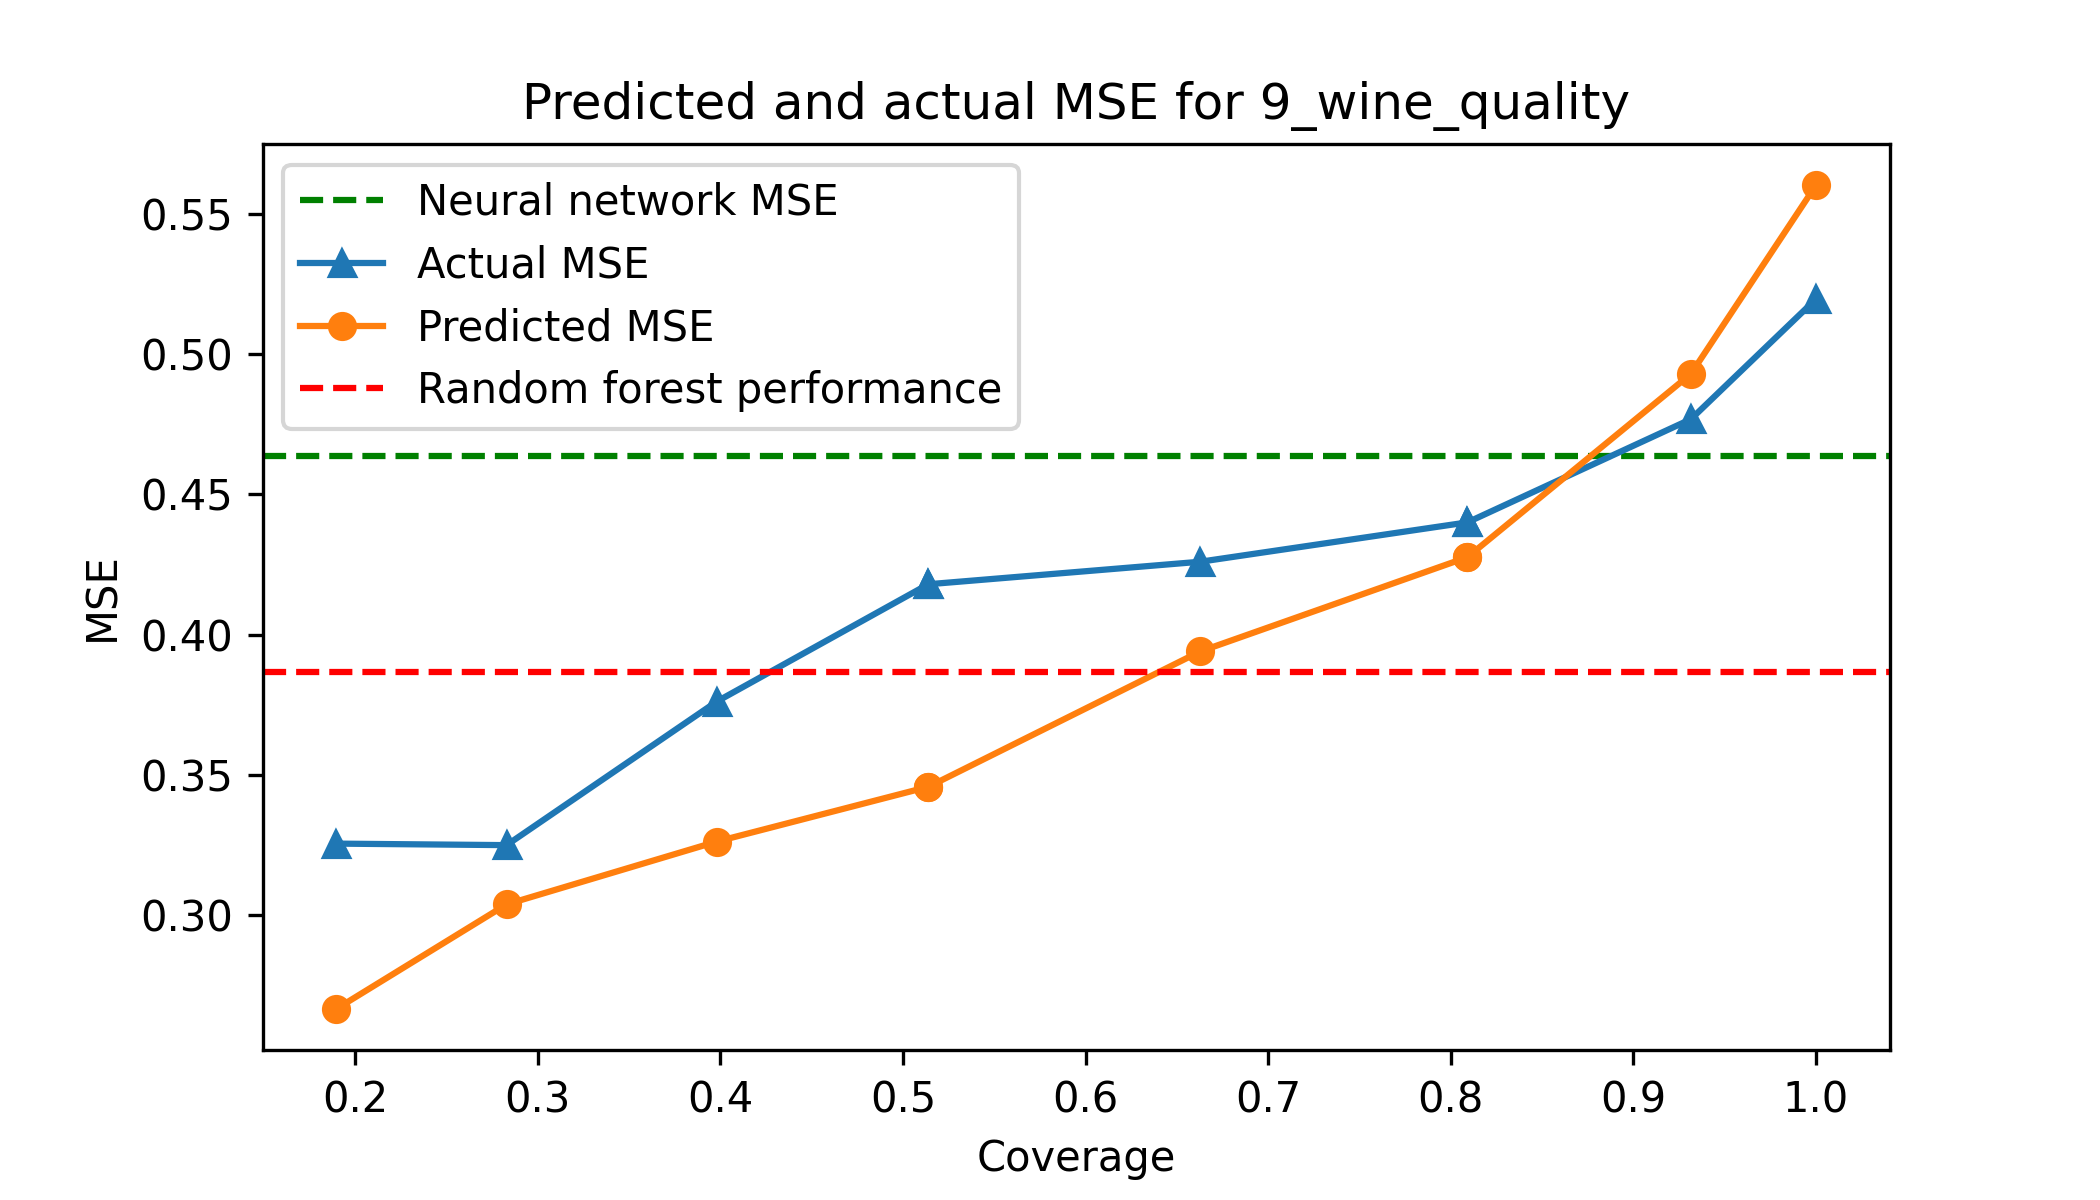 Predicted and actual MSE for 9_wine_quality
Neural network MSE
Actual MSE
Predicted MSE
Random forest performance
MSE
0.55
0.50
0.45
0.40
0.35
0.30
0.2 0.3 0.4 0.5 0.6 0.7 0.8 0.9 1.0
Coverage